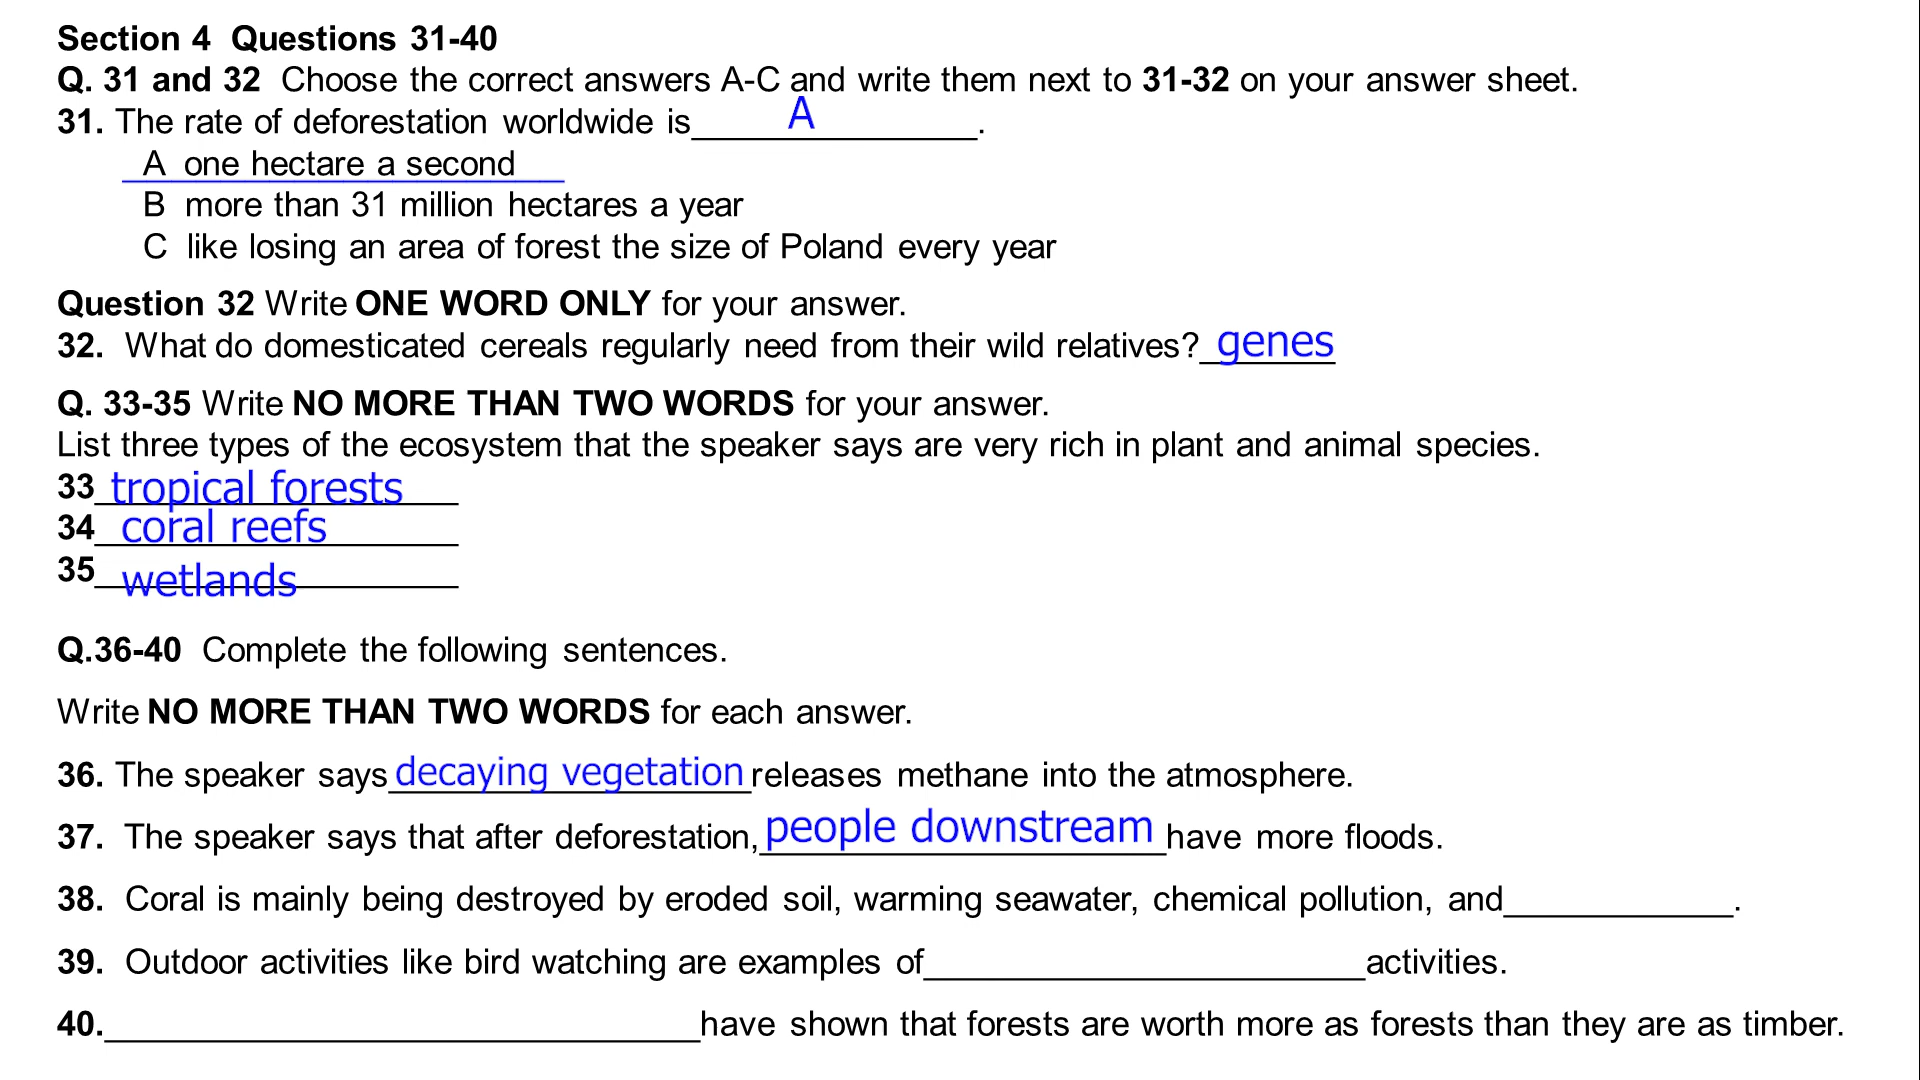 Section 4 Questions 31-40
Q. 31 and 32 Choose the correct answers A-C and write them next to 31-32 on your answer sheet.
31. The rate of deforestation worldwide is_____A_____.
A one hectare a second
B more than 31 million hectares a year
C like losing an area of forest the size of Poland every year
Question 32 Write ONE WORD ONLY for your answer.
32. What do domesticated cereals regularly need from their wild relatives?_genes
Q. 33-35 Write NO MORE THAN TWO WORDS for your answer.
List three types of the ecosystem that the speaker says are very rich in plant and animal species.
33 tropical forests
34 coral reefs
35 wetlands
Q.36-40 Complete the following sentences.
Write NO MORE THAN TWO WORDS for each answer.
36. The speaker says decaying vegetation releases methane into the atmosphere.
37. The speaker says that after deforestation, people downstream have more floods.
38. Coral is mainly being destroyed by eroded soil, warming seawater, chemical pollution, and____________.
39. Outdoor activities like bird watching are examples of_______________________activities.
40._______________________________have shown that forests are worth more as forests than they are as timber.